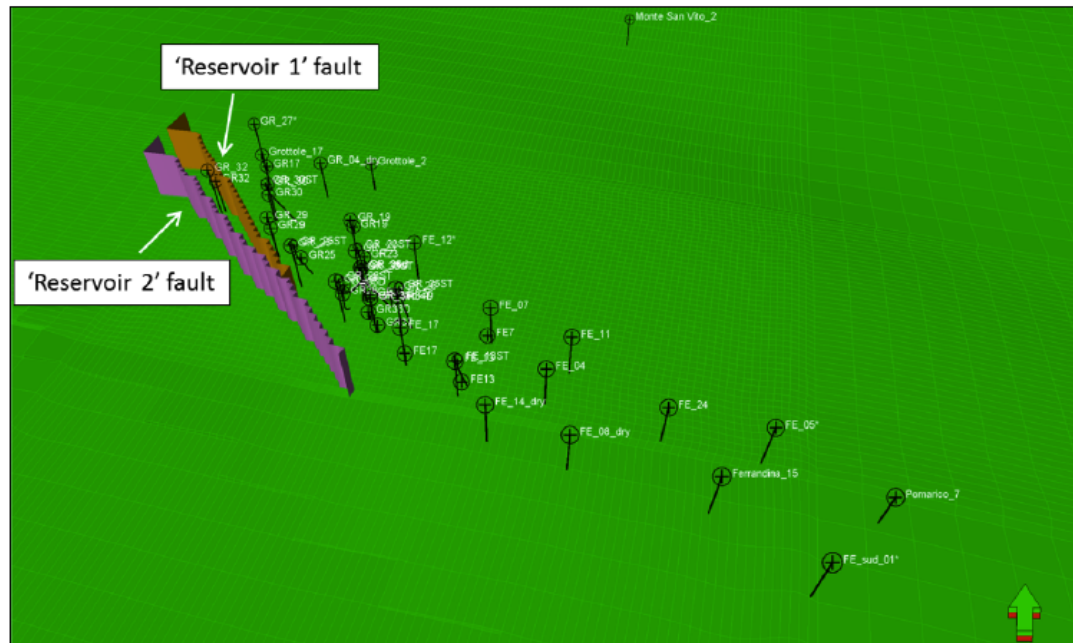 Monte San Vito_2
'Reservoir 1' fault
GR_27*
Grottole_17
GR17
GR_04_dry
Grottole_2
GR_32
GR32
GR30
GR_29
GR29
GR_19
GR19
GR23
FE_12*
GR25
'Reservoir 2' fault
FE_07
FE_17
FE7
FE_11
FE17
FE_04
FE13
FE_14_dry
FE_24
FE_08_dry
FE_05*
Ferrandina_15
Pomarico_7
FE_sud_01*